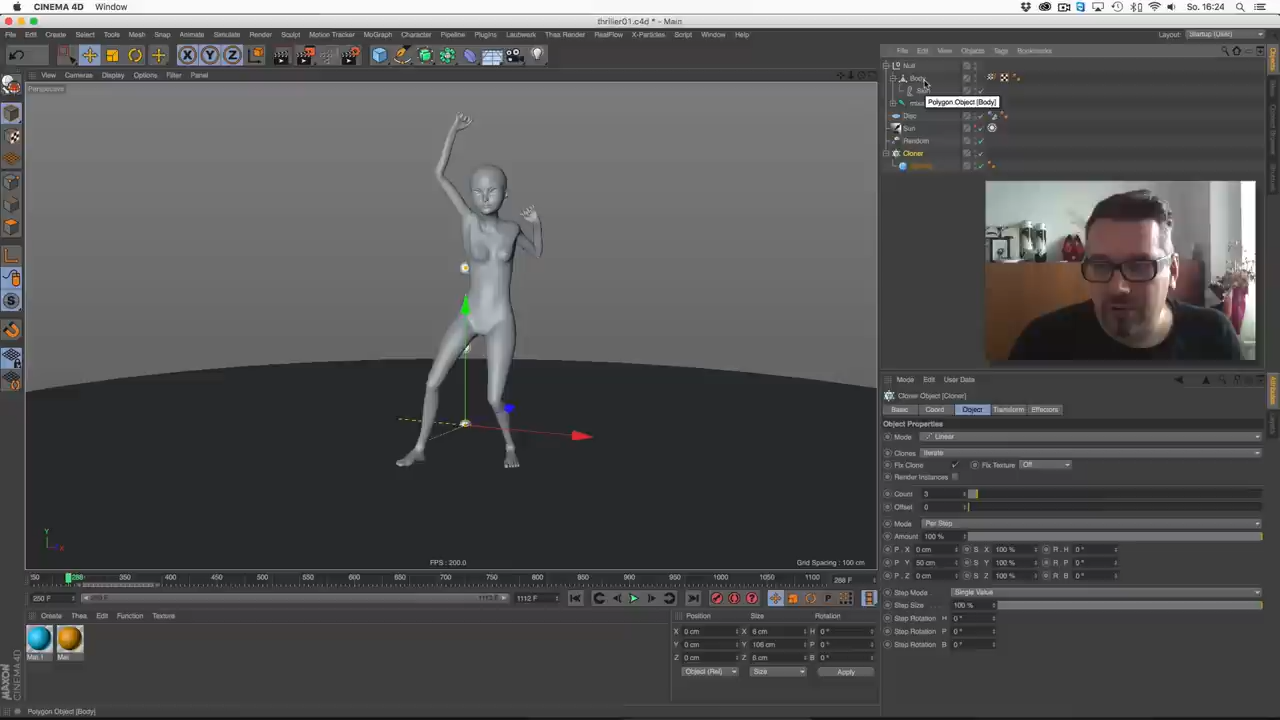 CINEMA 4D Window So. 16:24
thriller01.c4d * - Main
File Edit Create Select Tools Mesh Snap Animate Simulate Render Sculpt Motion Tracker MoGraph Character Pipeline Plugins Lauwatch Thea Render RealFlow X-Particles Script Window Layout: Startup (User)
File Edit View Objects Tags Bookmarks
View Cameras Display Options Filter Panel
Perspective
Null
Body
Skin
Polygon Object [Body]
Disc
Sun
Random
Cloner
Mode Edit User Data
Cloner Object [Cloner]
Basic Coord Object Transform Effectors
Object Properties
Mode Linear
Clones Iterate
Fix Clone Fix Texture Off
Render Instances
Count 3
Offset 0
Mode Per Step
Amount 100 %
P . X 0 cm S . X 100 % R . H 0 °
P . Y 50 cm S . Y 100 % R . P 0 °
P . Z 0 cm S . Z 100 % R . B 0 °
Step Mode Single Value
Step Size 100 %
Step Rotation . H 0 °
Step Rotation . P 0 °
Step Rotation . B 0 °
Y
X
FPS : 200.0
Grid Spacing : 100 cm
288 350 400 450 500 550 600 650 700 750 800 850 900 950 1000 1050 1100 288 F
250 F 1112 F
Create Thea Edit Function Texture
Mat.1 Mat
Position Size Rotation
X 0 cm X 6 cm H 0 °
Y 0 cm Y 106 cm P 0 °
Z 0 cm Z 6 cm B 0 °
Object (Rel) Size Apply
MAXON CINEMA 4D
Polygon Object [Body]